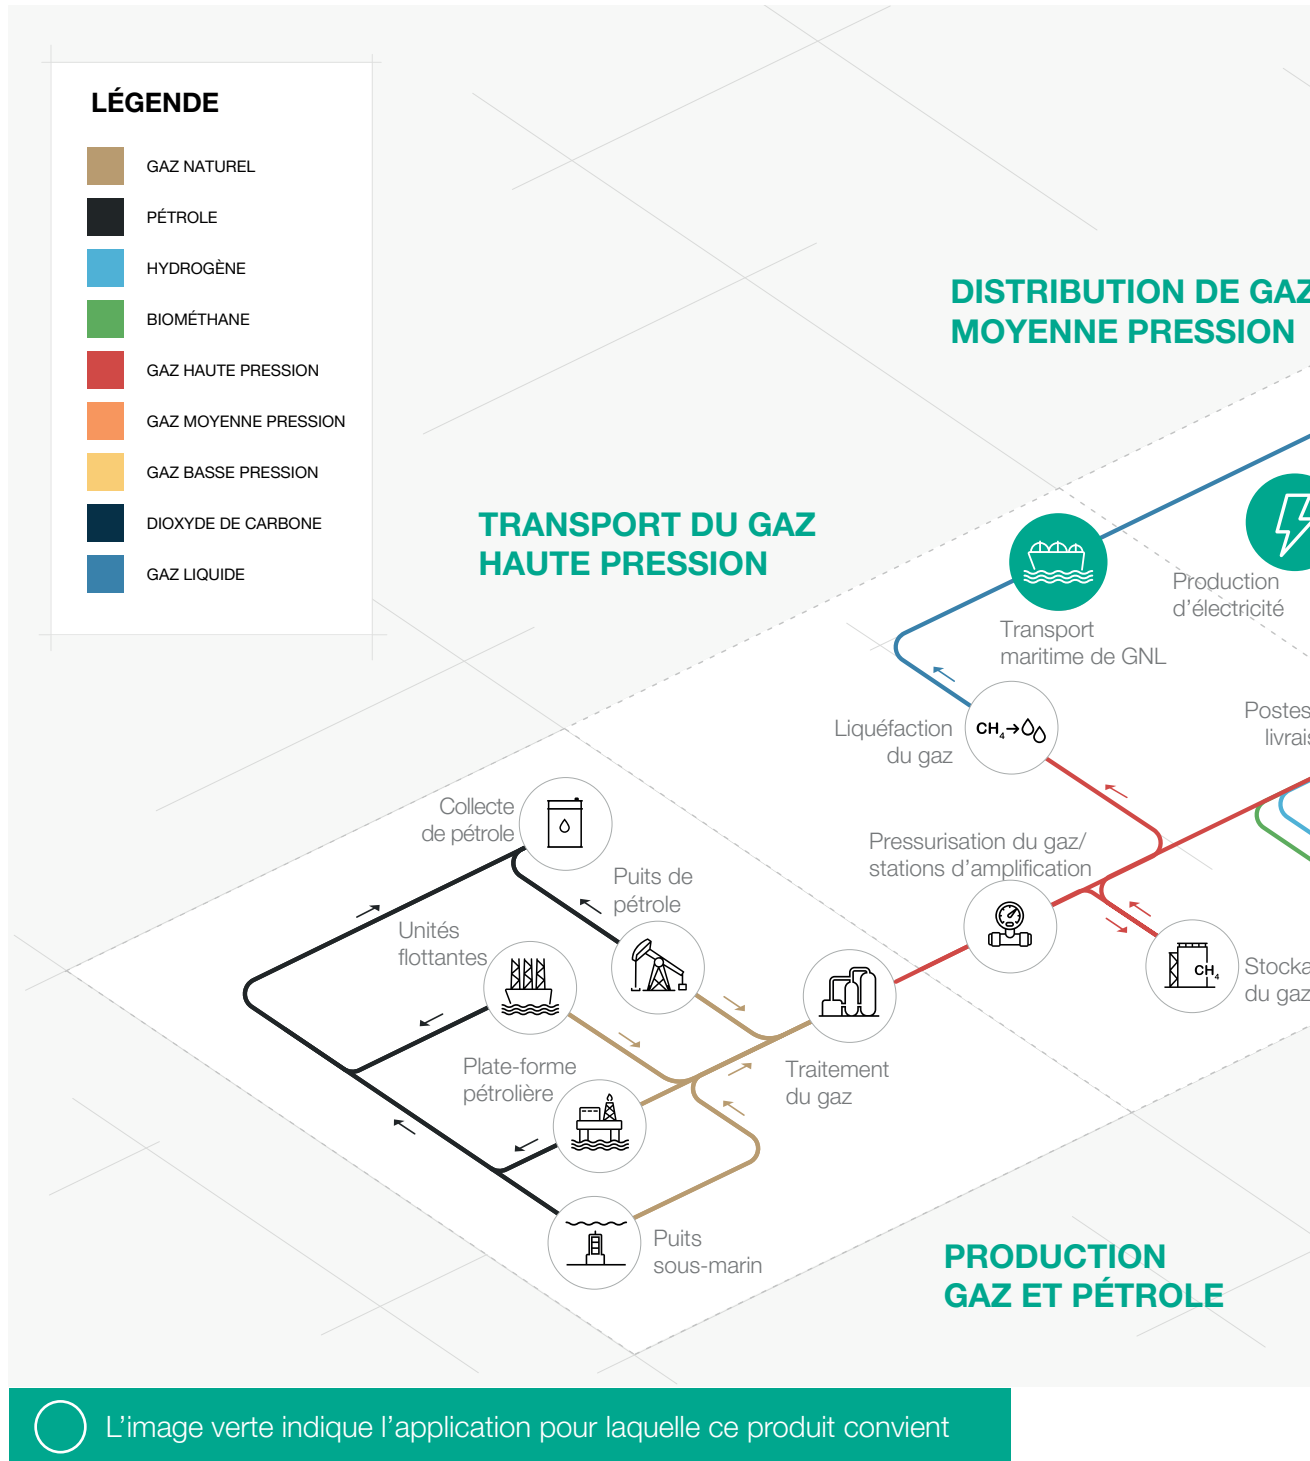 LÉGENDE
GAZ NATUREL
PÉTROLE
HYDROGÈNE
BIOMÉTHANE
GAZ HAUTE PRESSION
GAZ MOYENNE PRESSION
GAZ BASSE PRESSION
DIOXYDE DE CARBONE
GAZ LIQUIDE
DISTRIBUTION DE GAZ
MOYENNE PRESSION
TRANSPORT DU GAZ
HAUTE PRESSION
Production
d'électricité
Transport
maritime de GNL
Postes
livrais
Liquéfaction
du gaz
CH₄→
Collecte
de pétrole
Pressurisation du gaz/
stations d'amplification
Puits de
pétrole
Unités
flottantes
CH₄
Stocka
du gaz
Plate-forme
pétrolière
Traitement
du gaz
Puits
sous-marin
PRODUCTION
GAZ ET PÉTROLE
L'image verte indique l'application pour laquelle ce produit convient